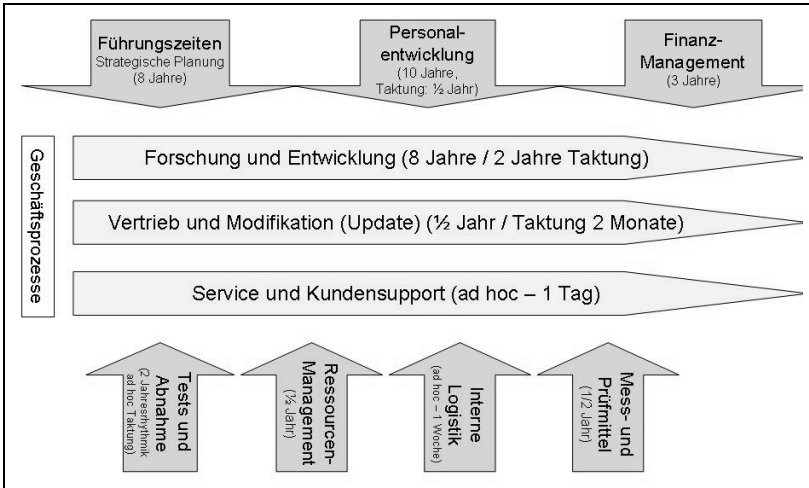 Führungszeiten
Strategische Planung
(8 Jahre)
Personal-
entwicklung
(10 Jahre,
Taktung: ½ Jahr)
Finanz-
Management
(3 Jahre)
Geschäftsprozesse
Forschung und Entwicklung (8 Jahre / 2 Jahre Taktung)
Vertrieb und Modifikation (Update) (½ Jahr / Taktung 2 Monate)
Service und Kundensupport (ad hoc – 1 Tag)
Tests und
Abnahme
(2 Jahresrhythmik
ad hoc Taktung)
Ressourcen-
Management
(½ Jahr)
Interne
Logistik
(ad hoc – 1 Woche)
Mess- und
Prüfmittel
(1/2 Jahr)